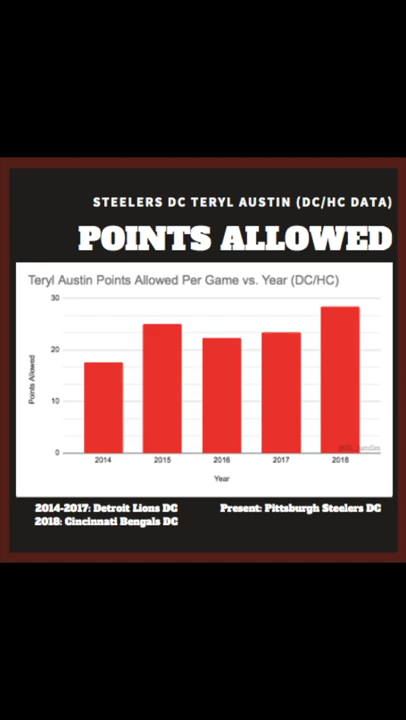 STEELERS DC TERYL AUSTIN (DC/HC DATA)
POINTS ALLOWED
Teryl Austin Points Allowed Per Game vs. Year (DC/HC)
30
20
10
0
Points Allowed
2014 2015 2016 2017 2018
Year
2014-2017: Detroit Lions DC
2018: Cincinnati Bengals DC
Present: Pittsburgh Steelers DC